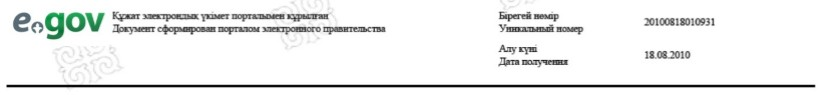 e.gov
Құжат электрондық үкімет порталымен құрылған
Документ сформирован порталом электронного правительства
Бірегей нөмір
Уникальный номер
20100818010931
Алу күні
Дата получения
18.08.2010